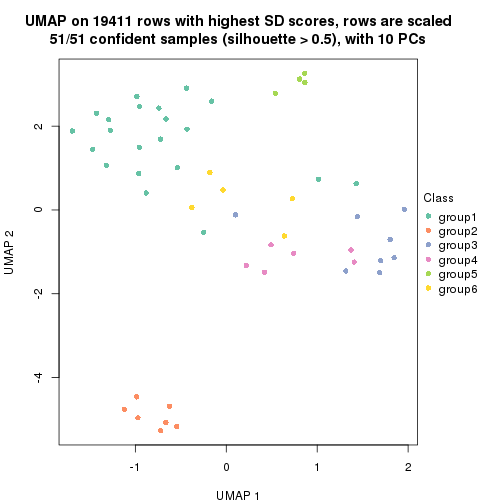 UMAP on 19411 rows with highest SD scores, rows are scaled
51/51 confident samples (silhouette > 0.5), with 10 PCs
2
0
-2
-4
UMAP 2
-1
0
1
2
UMAP 1
Class
group1
group2
group3
group4
group5
group6